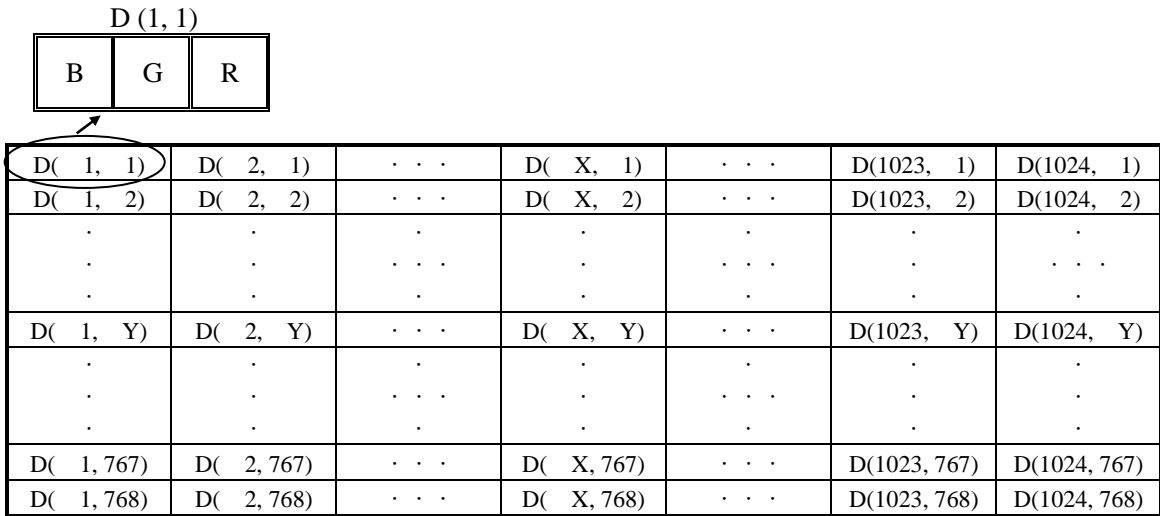 D (1, 1)
B G R
D( 1, 1) D( 2, 1) · · · D( X, 1) · · · D(1023, 1) D(1024, 1)
D( 1, 2) D( 2, 2) · · · D( X, 2) · · · D(1023, 2) D(1024, 2)
· · · · · · ·
· · · · · · · · · · · · ·
· · · · · · ·
D( 1, Y) D( 2, Y) · · · D( X, Y) · · · D(1023, Y) D(1024, Y)
· · · · · · ·
· · · · · · · · · · ·
· · · · · · ·
D( 1, 767) D( 2, 767) · · · D( X, 767) · · · D(1023, 767) D(1024, 767)
D( 1, 768) D( 2, 768) · · · D( X, 768) · · · D(1023, 768) D(1024, 768)